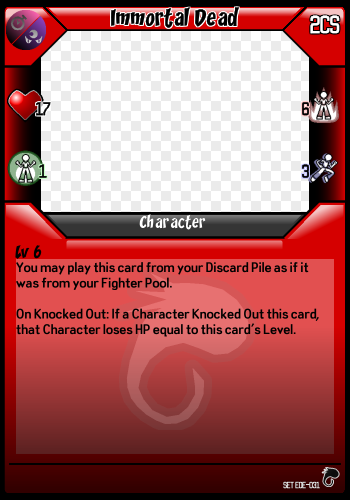 Immortal Dead
2CS
17
6
1
3
Character
Lv 6
You may play this card from your Discard Pile as if it
was from your Fighter Pool.
On Knocked Out: If a Character Knocked Out this card,
that Character loses HP equal to this card's Level.
SET EOE-031